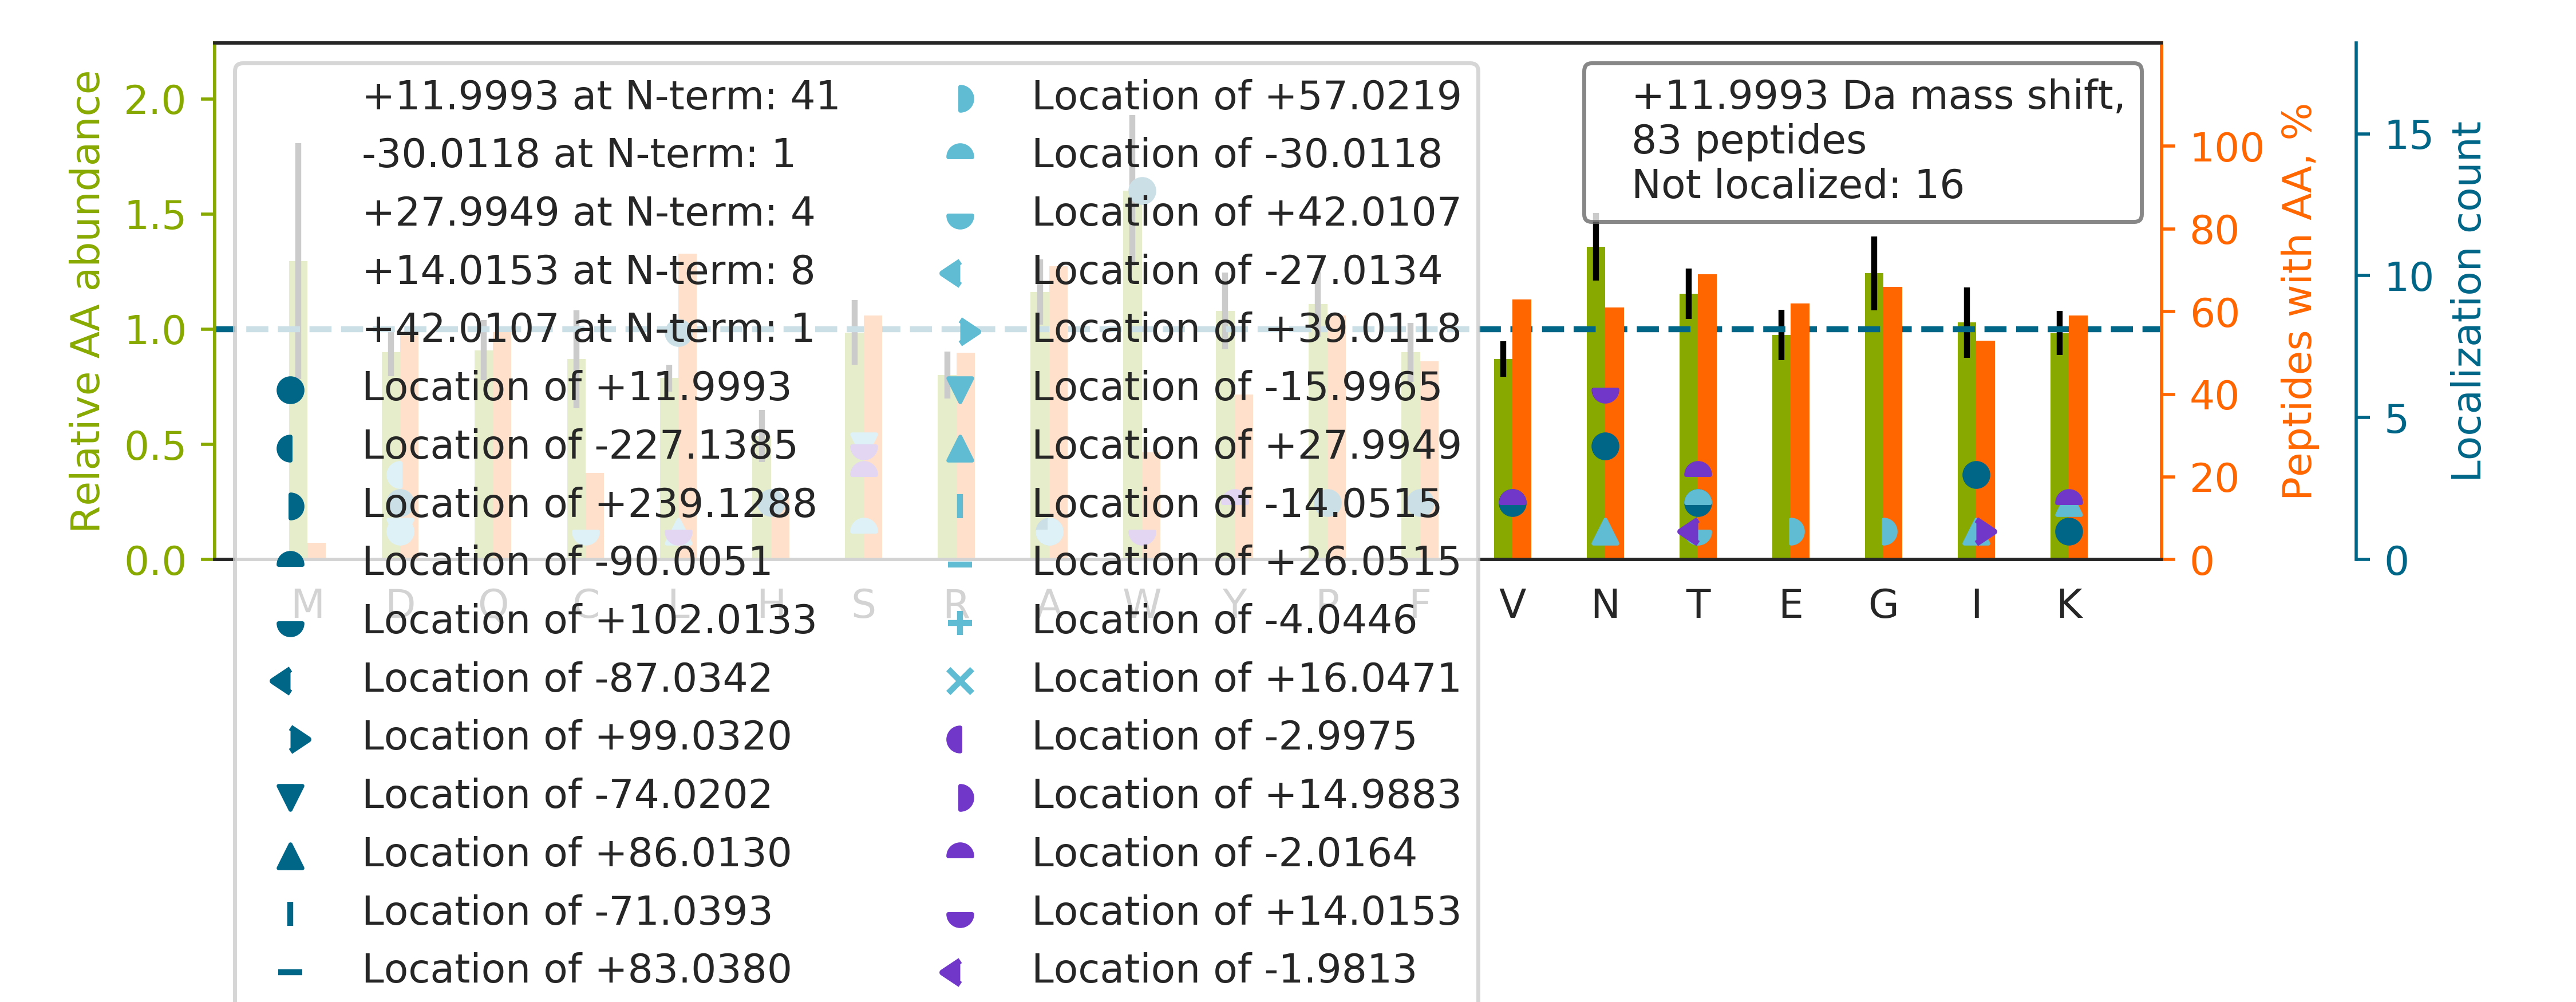 Relative AA abundance
2.0
1.5
1.0
0.5
0.0
+11.9993 at N-term: 41
-30.0118 at N-term: 1
+27.9949 at N-term: 4
+14.0153 at N-term: 8
+42.0107 at N-term: 1
Location of +11.9993
Location of -227.1385
Location of +239.1288
Location of -90.0051
Location of +102.0133
Location of -87.0342
Location of +99.0320
Location of -74.0202
Location of +86.0130
Location of -71.0393
Location of +83.0380
Location of +57.0219
Location of -30.0118
Location of +42.0107
Location of -27.0134
Location of +39.0118
Location of -15.9965
Location of +27.9949
Location of -14.0515
Location of +26.0515
Location of -4.0446
Location of +16.0471
Location of -2.9975
Location of +14.9883
Location of -2.0164
Location of +14.0153
Location of -1.9813
+11.9993 Da mass shift,
83 peptides
Not localized: 16
M D Q C L H S R A W Y P F V N T E G I K
100
80
60
40
20
0
Peptides with AA, %
15
10
5
0
Localization count